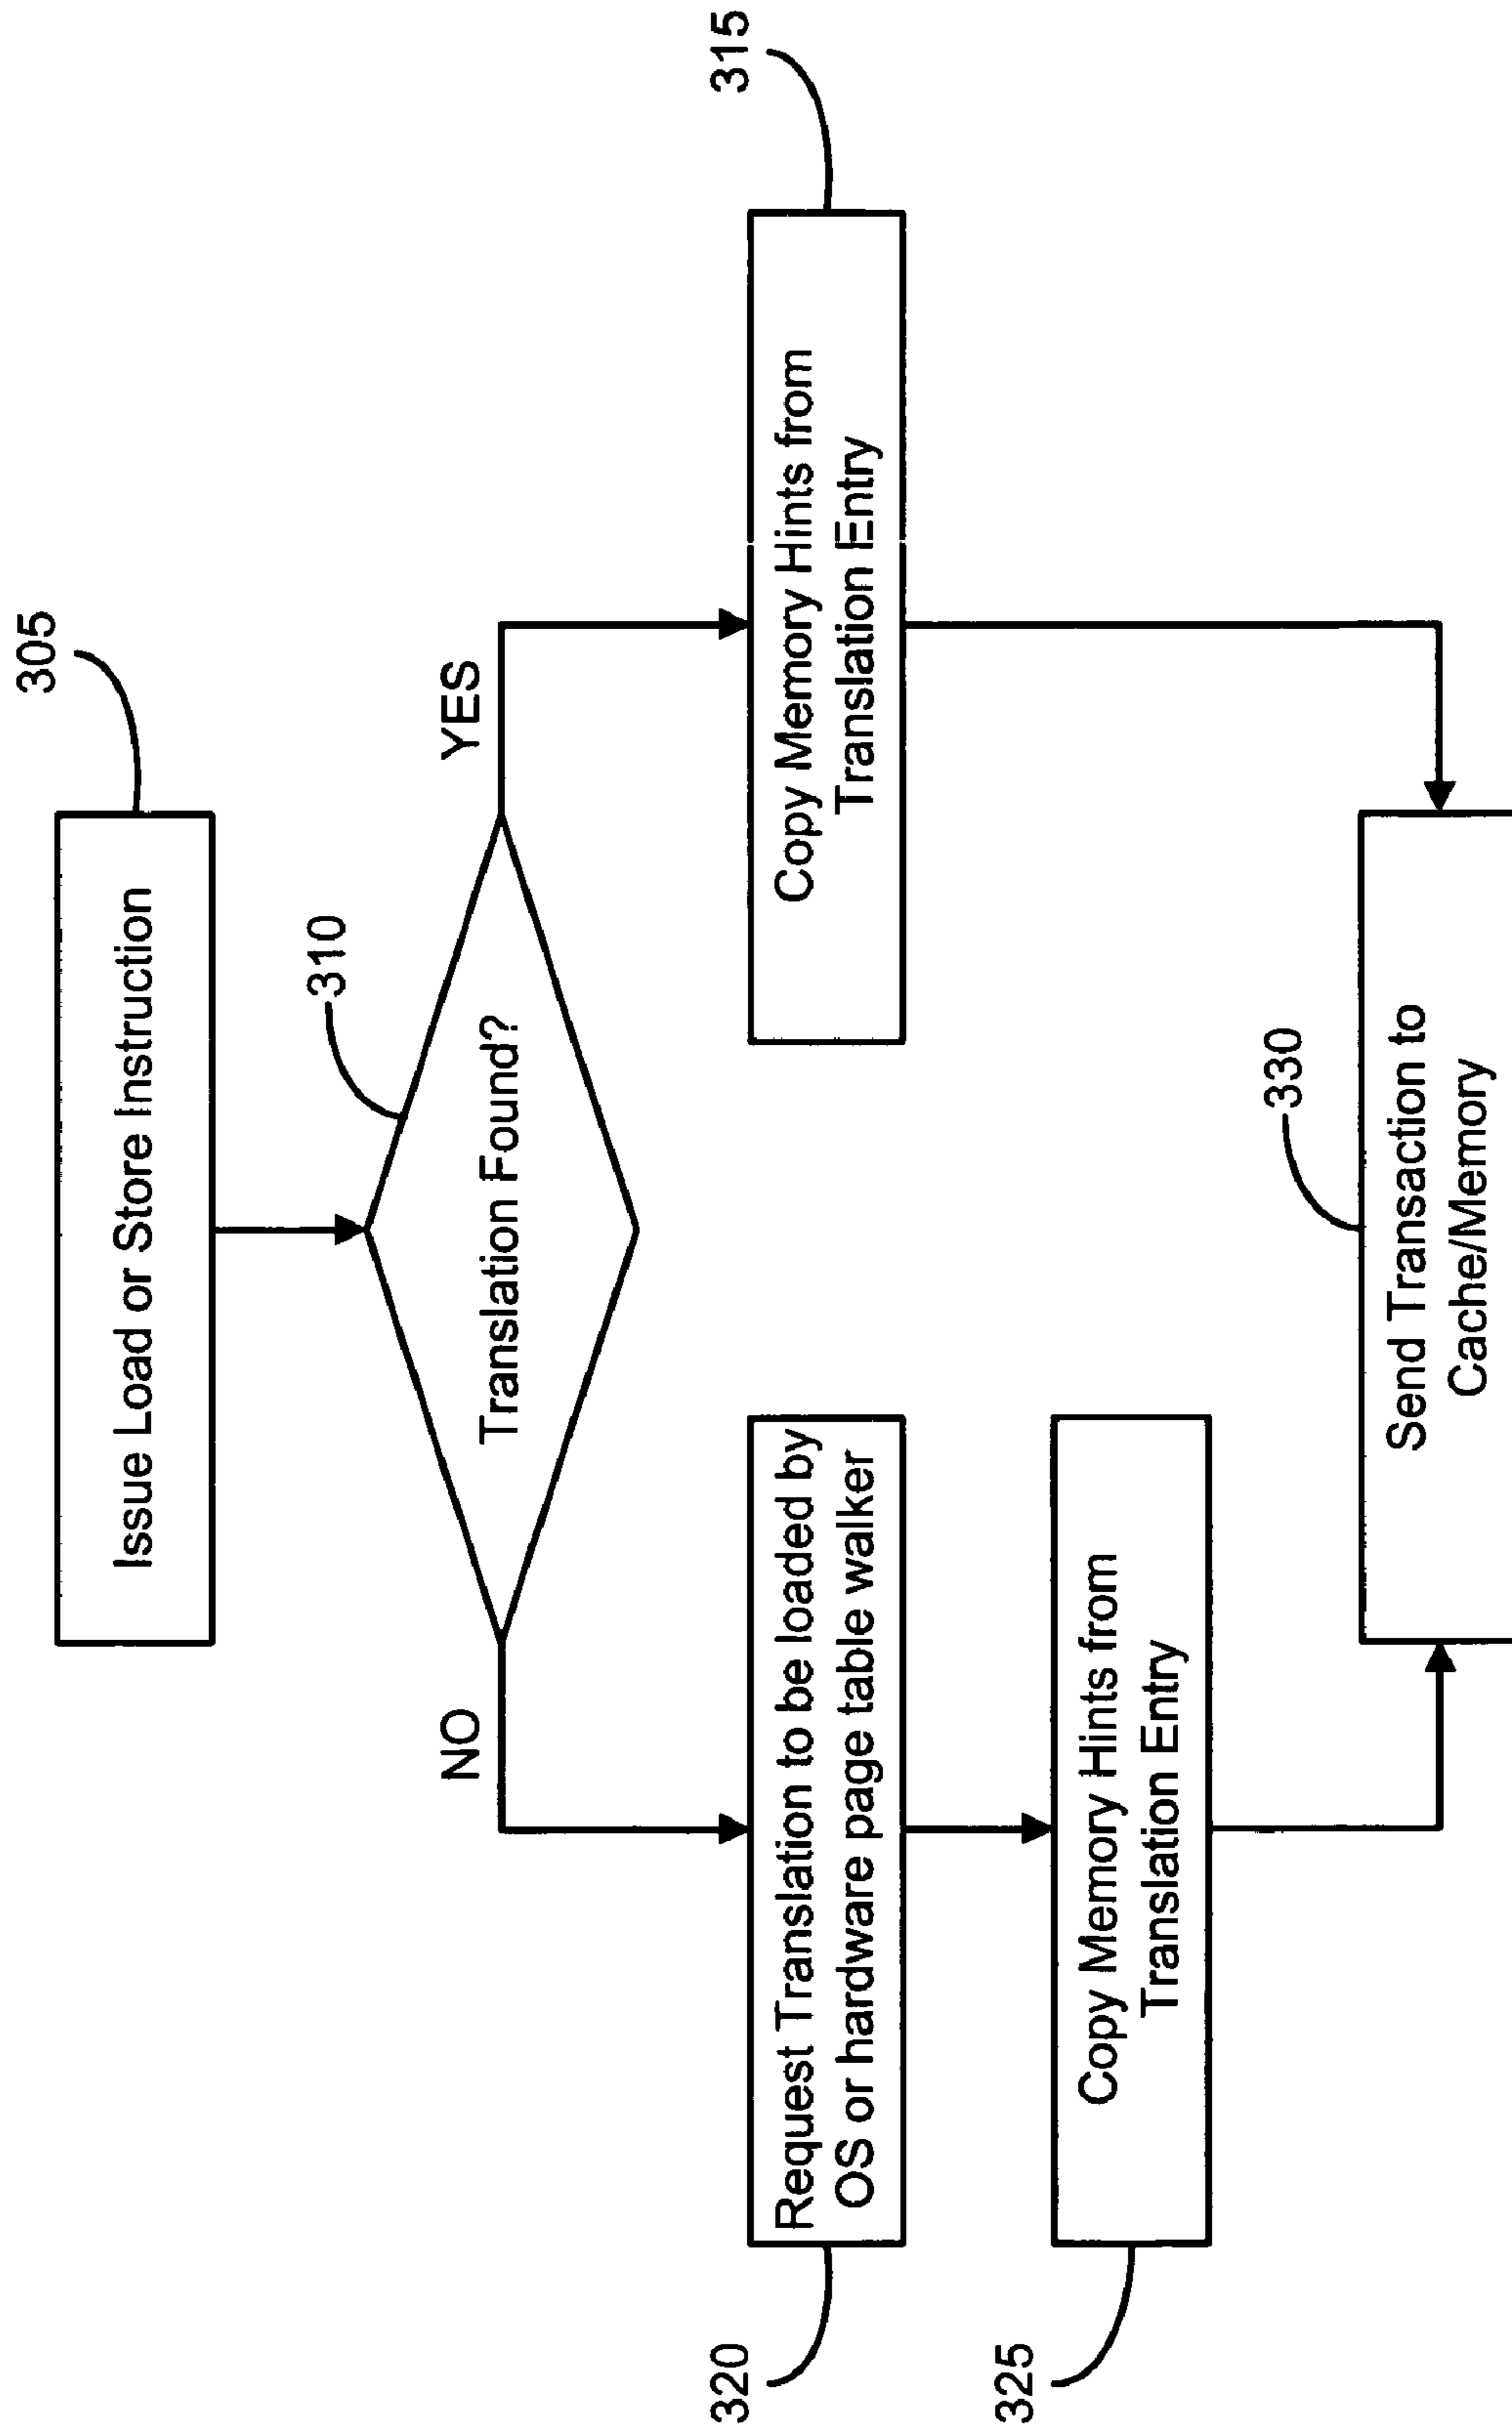 305
Issue Load or Store Instruction
310
Translation Found?
NO
YES
320
Request Translation to be loaded by
OS or hardware page table walker
Copy Memory Hints from
Translation Entry
315
325
Copy Memory Hints from
Translation Entry
330
Send Transaction to
Cache/Memory